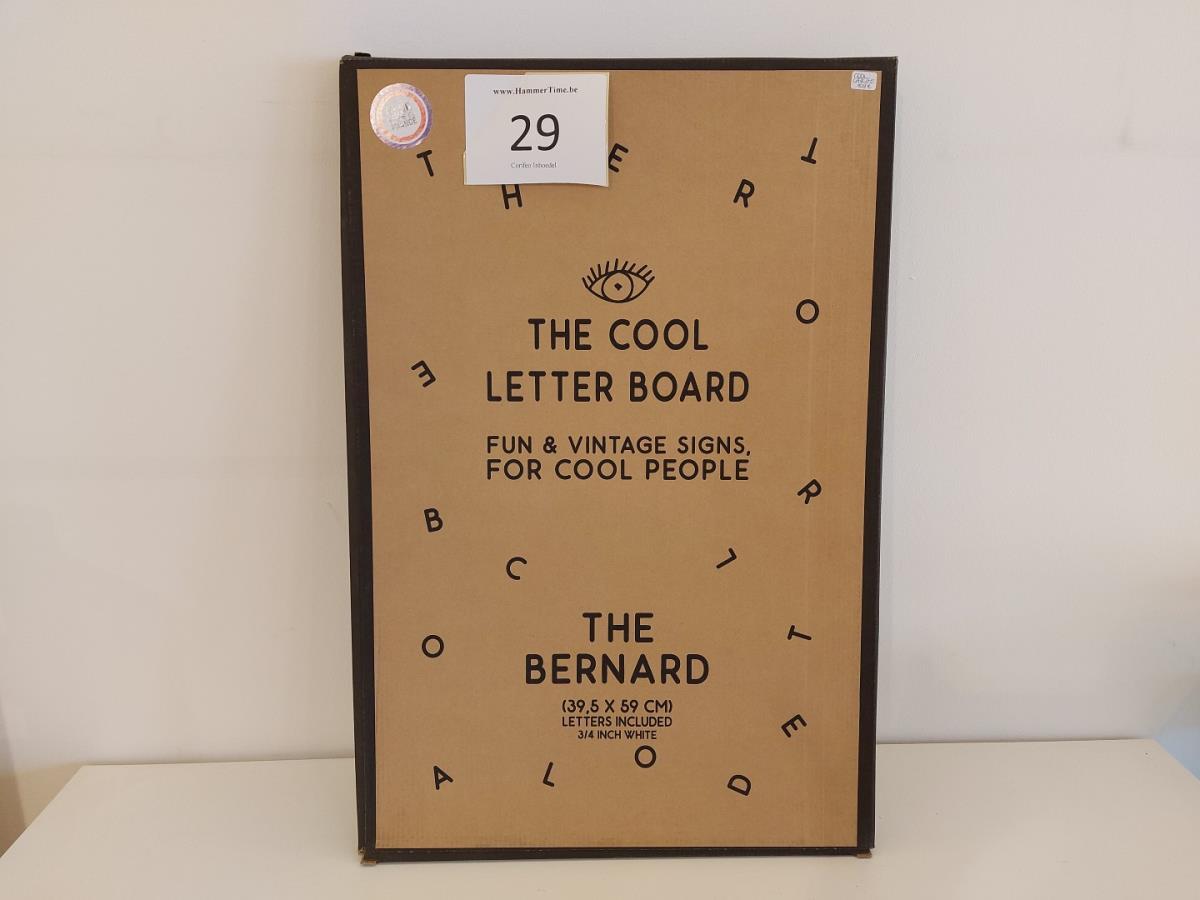 www.HammerTime.be
29
T
H
E
R
T
THE COOL
LETTER BOARD
O
E
FUN & VINTAGE SIGNS,
FOR COOL PEOPLE
R
B
C
L
THE
BERNARD
O
T
(39,5 X 59 CM)
LETTERS INCLUDED
3/4 INCH WHITE
E
O
A
L
D